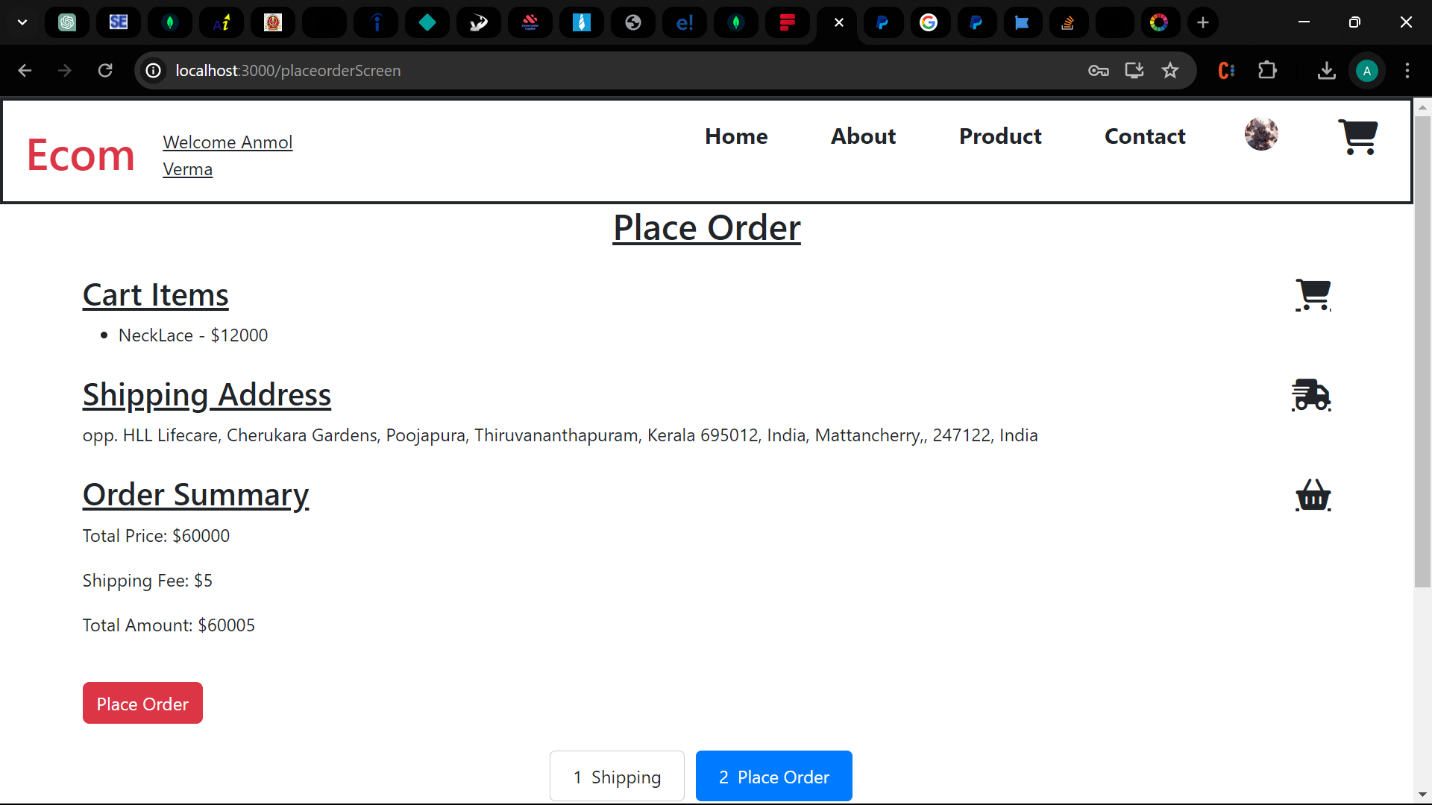 SE
Ai
e!
localhost:3000/placeorderScreen
C
A
Ecom
Welcome Anmol
Verma
Home
About
Product
Contact
Place Order
Cart Items
NeckLace - $12000
Shipping Address
opp. HLL Lifecare, Cherukara Gardens, Poojapura, Thiruvananthapuram, Kerala 695012, India, Mattancherry,, 247122, India
Order Summary
Total Price: $60000
Shipping Fee: $5
Total Amount: $60005
Place Order
1 Shipping
2 Place Order